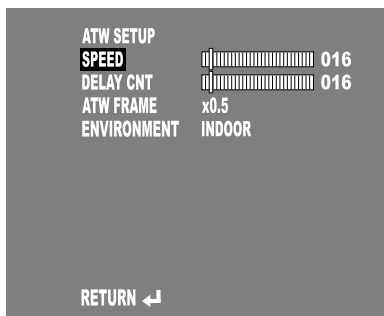 ATW SETUP
SPEED 016
DELAY CNT 016
ATW FRAME x0.5
ENVIRONMENT INDOOR
RETURN